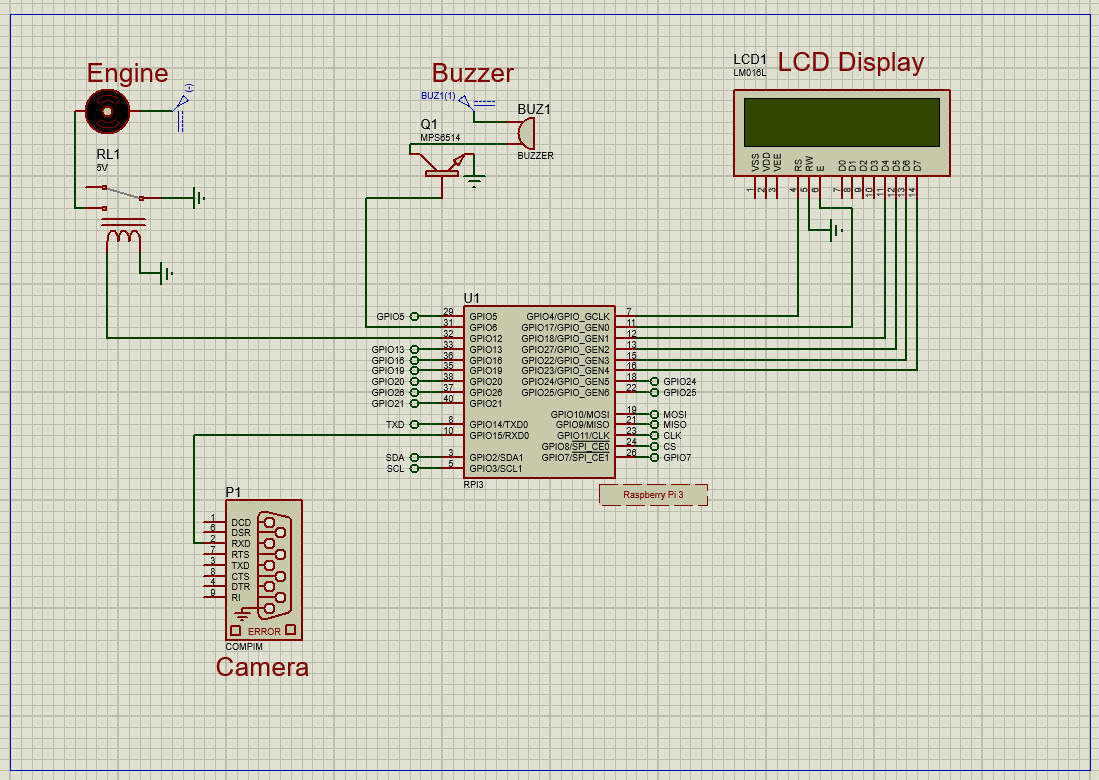 Engine
Buzzer
LCD1
LCD Display
LM016L
BUZ1(1)
BUZ1
Q1
MPS6514
BUZZER
RL1
5V
VSS
VDD
VEE
RS
RW
E
D0
D1
D2
D3
D4
D5
D6
D7
1
2
3
4
5
6
7
8
9
10
11
12
13
14
U1
GPIO5 29 GPIO5 GPIO4/GPIO_GCLK 7
31 GPIO6 GPIO17/GPIO_GEN0 11
32 GPIO12 GPIO18/GPIO_GEN1 12
GPIO13 33 GPIO13 GPIO27/GPIO_GEN2 13
GPIO16 36 GPIO16 GPIO22/GPIO_GEN3 15
GPIO19 35 GPIO19 GPIO23/GPIO_GEN4 16
GPIO20 38 GPIO20 GPIO24/GPIO_GEN5 18 GPIO24
GPIO26 37 GPIO26 GPIO25/GPIO_GEN6 22 GPIO25
GPIO21 40 GPIO21
GPIO10/MOSI 19 MOSI
TXD 8 GPIO14/TXD0 GPIO9/MISO 21 MISO
10 GPIO15/RXD0 GPIO11/CLK 23 CLK
GPIO8/SPI_CE0 24 CS
SDA 3 GPIO2/SDA1 GPIO7/SPI_CE1 26 GPIO7
SCL 5 GPIO3/SCL1
RPI3
Raspberry Pi 3
P1
1 DCD
6 DSR
2 RXD
7 RTS
3 TXD
8 CTS
4 DTR
9 RI
ERROR
COMPIM
Camera